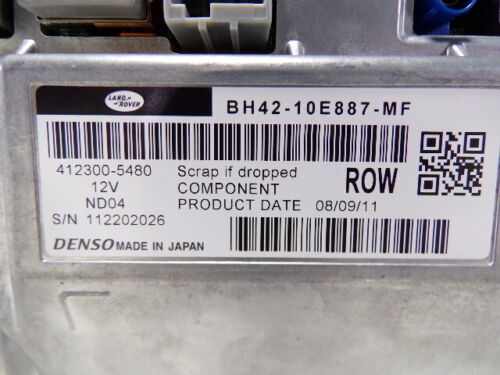 LAND-
ROVER
BH42-10E887-MF
412300-5480
Scrap if dropped
12V
COMPONENT
ROW
ND04
PRODUCT DATE 08/09/11
S/N 112202026
DENSO MADE IN JAPAN